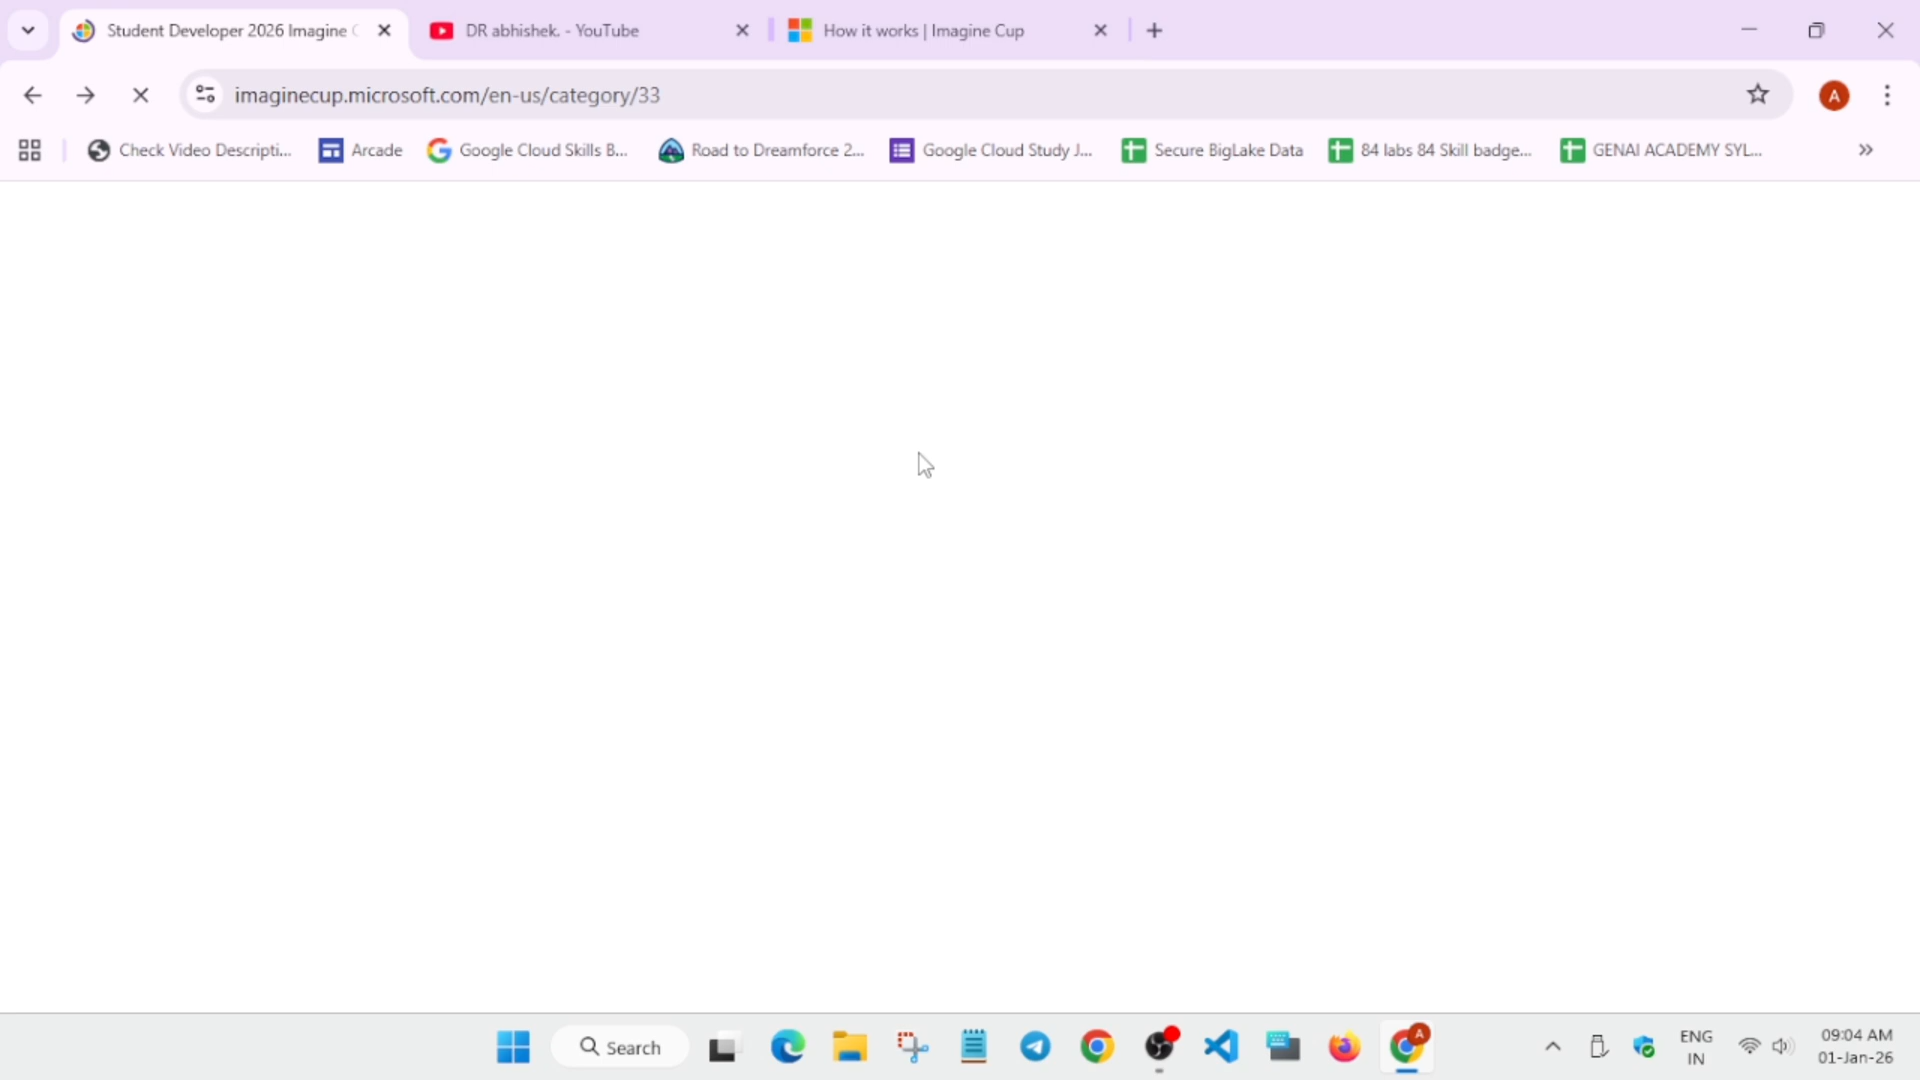 Student Developer 2026 Imagine C
DR abhishek. - YouTube
How it works | Imagine Cup
imaginecup.microsoft.com/en-us/category/33
A
Check Video Descripti...
Arcade
Google Cloud Skills B...
Road to Dreamforce 2...
Google Cloud Study J...
Secure BigLake Data
84 labs 84 Skill badge...
GENAI ACADEMY SYL...
Search
A
ENG
IN
09:04 AM
01-Jan-26